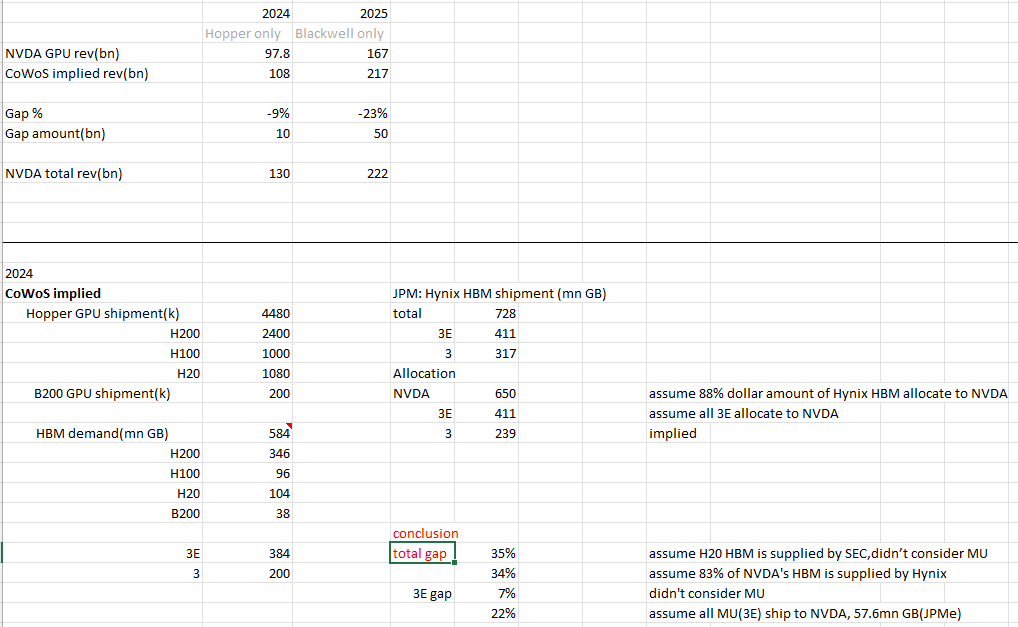 2024 2025
Hopper only Blackwell only
NVDA GPU rev(bn) 97.8 167
CoWoS implied rev(bn) 108 217
Gap % -9% -23%
Gap amount(bn) 10 50
NVDA total rev(bn) 130 222
2024
CoWoS implied JPM: Hynix HBM shipment (mn GB)
Hopper GPU shipment(k) 4480 total 728
H200 2400 3E 411
H100 1000 3 317
H20 1080 Allocation
B200 GPU shipment(k) 200 NVDA 650 assume 88% dollar amount of Hynix HBM allocate to NVDA
3E 411 assume all 3E allocate to NVDA
HBM demand(mn GB) 584 3 239 implied
H200 346
H100 96
H20 104
B200 38
conclusion
3E 384 total gap 35% assume H20 HBM is supplied by SEC,didn't consider MU
3 200 34% assume 83% of NVDA's HBM is supplied by Hynix
3E gap 7% didn't consider MU
22% assume all MU(3E) ship to NVDA, 57.6mn GB(JPMe)